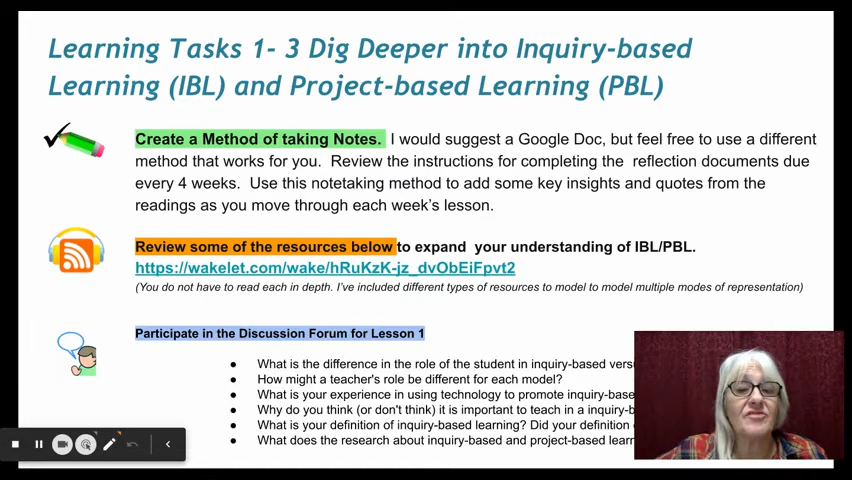 Learning Tasks 1- 3 Dig Deeper into Inquiry-based
Learning (IBL) and Project-based Learning (PBL)
Create a Method of taking Notes. I would suggest a Google Doc, but feel free to use a different
method that works for you. Review the instructions for completing the reflection documents due
every 4 weeks. Use this notetaking method to add some key insights and quotes from the
readings as you move through each week's lesson.
Review some of the resources below to expand your understanding of IBL/PBL.
https://wakelet.com/wake/hRuKzK-jz_dvObEiFpvt2
(You do not have to read each in depth. I've included different types of resources to model to model multiple modes of representation)
Participate in the Discussion Forum for Lesson 1
● What is the difference in the role of the student in inquiry-based
● How might a teacher's role be different for each model?
● What is your experience in using technology to promote
● Why do you think (or don't think) it is important to teach in a
● What is your definition of inquiry-based learning? Did your definition
● What does the research about inquiry-based and project-based